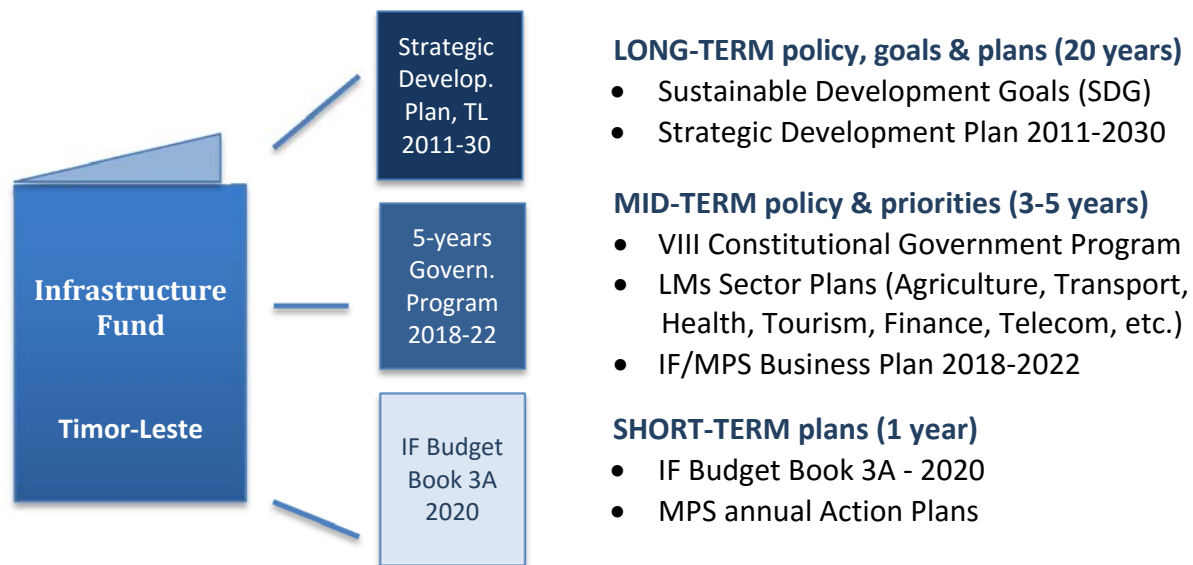 Infrastructure
Fund
Timor-Leste
Strategic
Develop.
Plan, TL
2011-30
5-years
Govern.
Program
2018-22
IF Budget
Book 3A
2020
LONG-TERM policy, goals & plans (20 years)
• Sustainable Development Goals (SDG)
• Strategic Development Plan 2011-2030
MID-TERM policy & priorities (3-5 years)
• VIII Constitutional Government Program
• LMs Sector Plans (Agriculture, Transport,
Health, Tourism, Finance, Telecom, etc.)
• IF/MPS Business Plan 2018-2022
SHORT-TERM plans (1 year)
• IF Budget Book 3A - 2020
• MPS annual Action Plans